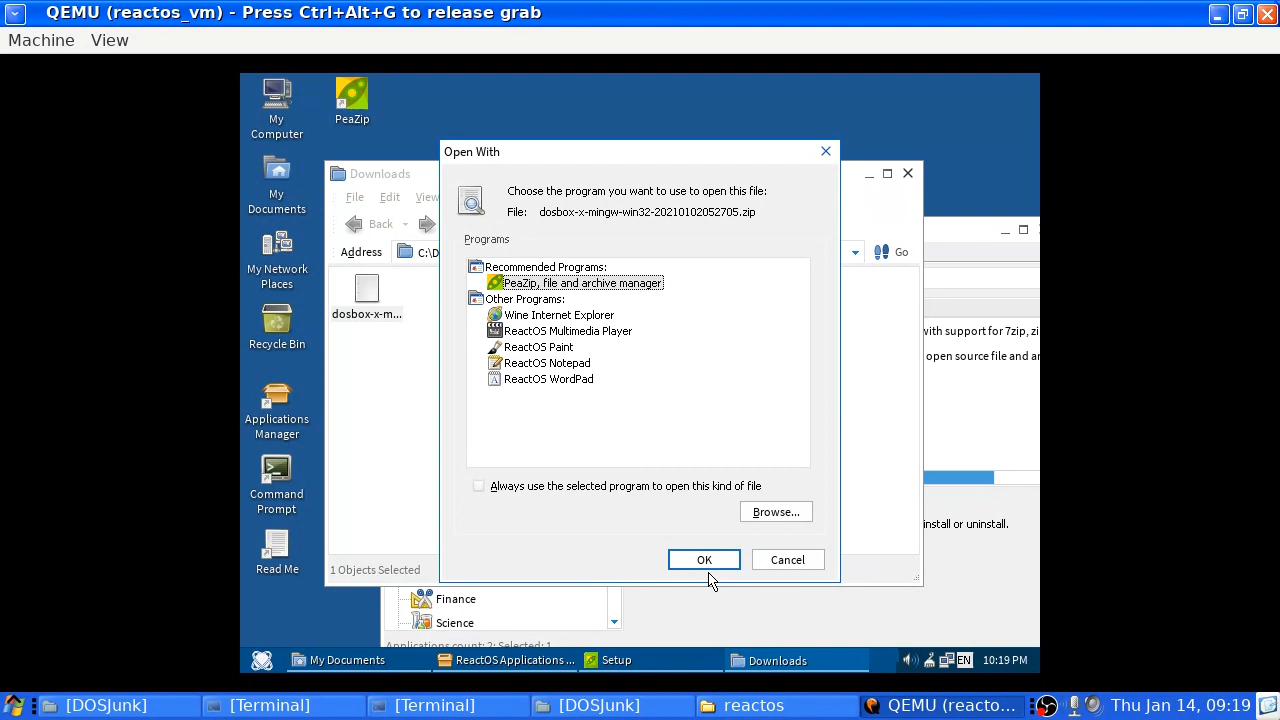 QEMU (reactos_vm) - Press Ctrl+Alt+G to release grab
Machine View
My Computer
PeaZip
My Documents
My Network Places
Recycle Bin
Applications Manager
Command Prompt
Read Me
Downloads
File Edit View
Back
Address C:\D
Go
dosbox-x-m...
1 Objects Selected
Open With
Choose the program you want to use to open this file:
File: dosbox-x-mingw-win32-20210102052705.zip
Programs
Recommended Programs:
PeaZip, file and archive manager
Other Programs:
Wine Internet Explorer
ReactOS Multimedia Player
ReactOS Paint
ReactOS Notepad
ReactOS WordPad
Always use the selected program to open this kind of file
Browse...
OK Cancel
with support for 7zip, zi
open source file and ar
install or uninstall.
Finance
Science
Applications count: 2; Selected: 1
My Documents ReactOS Applications ... Setup Downloads EN 10:19 PM
[DOSJunk] [Terminal] [Terminal] [DOSJunk] reactos QEMU (reacto... Thu Jan 14, 09:19